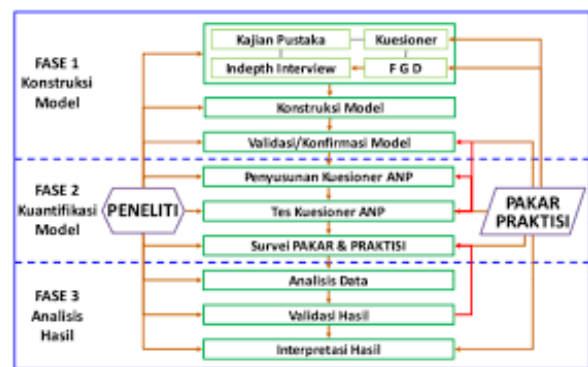 FASE 1
Konstruksi
Model
Kajian Pustaka
Kuesioner
Indepth Interview
F G D
Konstruksi Model
Validasi/Konfirmasi Model
FASE 2
Kuantifikasi
Model
PENELITI
Penyusunan Kuesioner ANP
Tes Kuesioner ANP
Survei PAKAR & PRAKTISI
PAKAR
PRAKTISI
FASE 3
Analisis
Hasil
Analisis Data
Validasi Hasil
Interpretasi Hasil